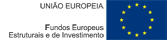 UNIÃO EUROPEIA
Fundos Europeus
Estruturais e de Investimento